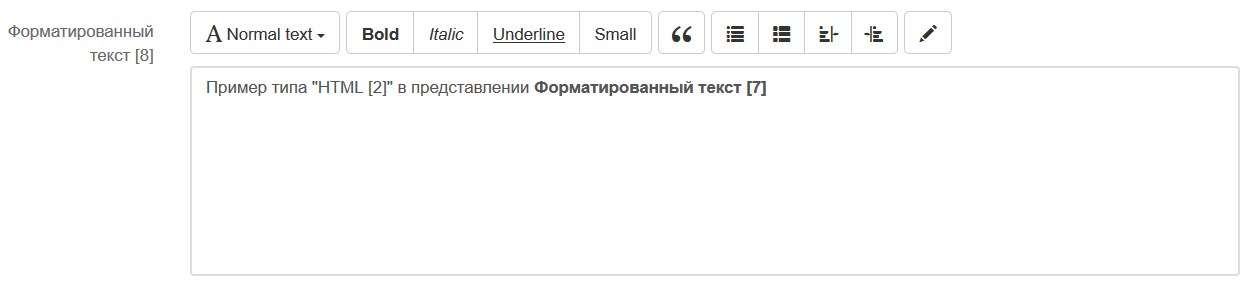 Форматированный
текст [8]
A Normal text Bold Italic Underline Small
Пример типа "HTML [2]" в представлении Форматированный текст [7]